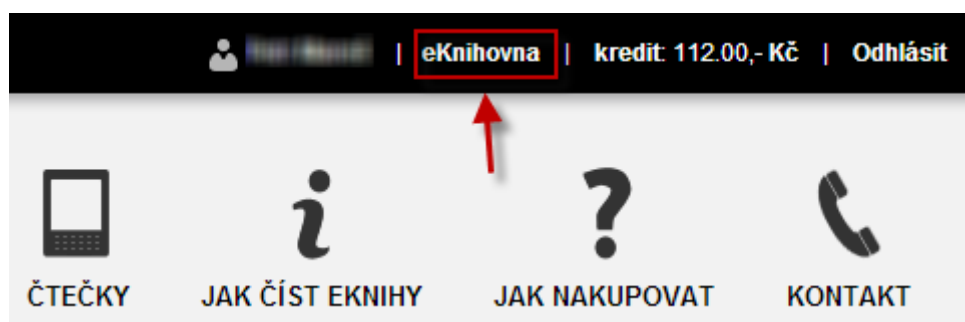 | eKnihovna | kredit: 112.00,- Kč | Odhlásit
ČTEČKY JAK ČÍST EKNIHY JAK NAKUPOVAT KONTAKT